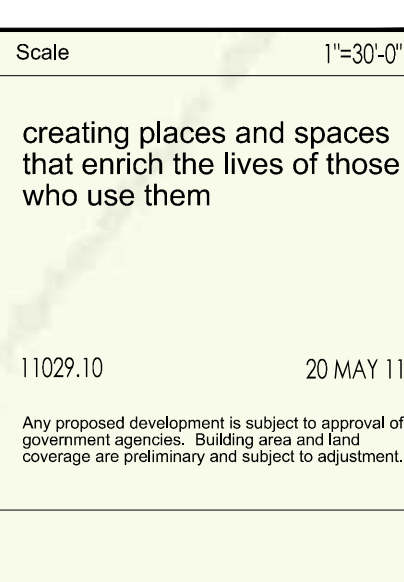 Scale 1"=30'-0"
creating places and spaces
that enrich the lives of those
who use them
11029.10 20 MAY 11
Any proposed development is subject to approval of
government agencies. Building area and land
coverage are preliminary and subject to adjustment.